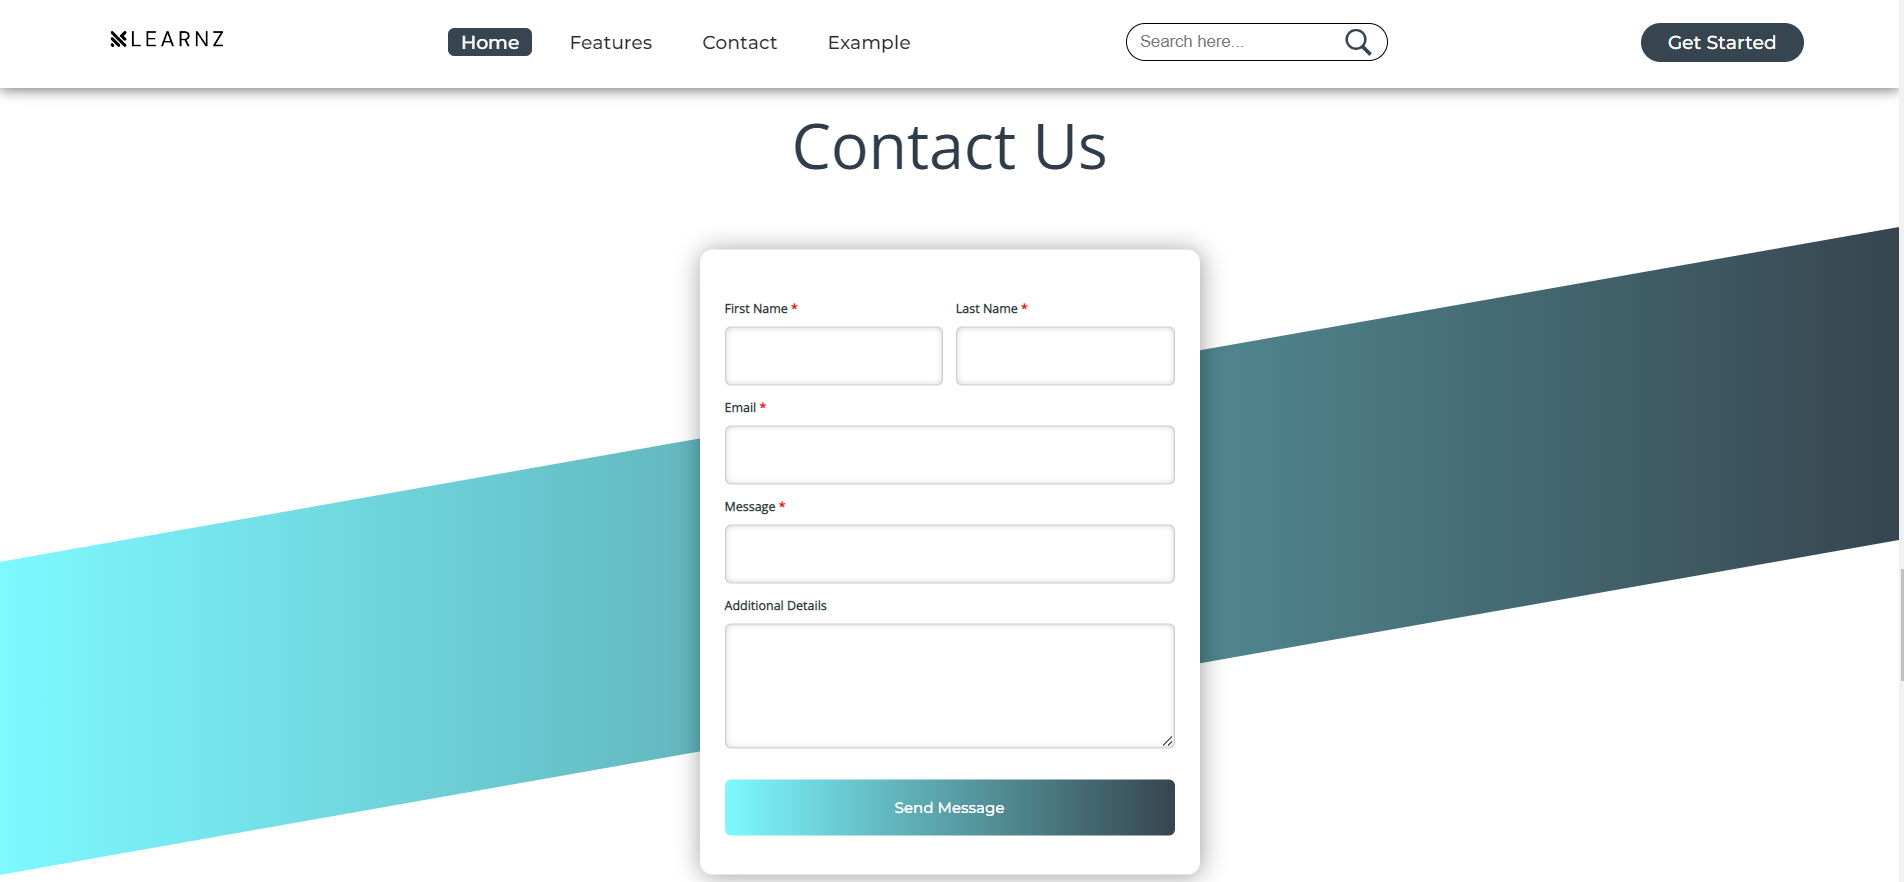 LEARNZ
Home Features Contact Example Search here... Get Started
Contact Us
First Name * Last Name *
Email *
Message *
Additional Details
Send Message